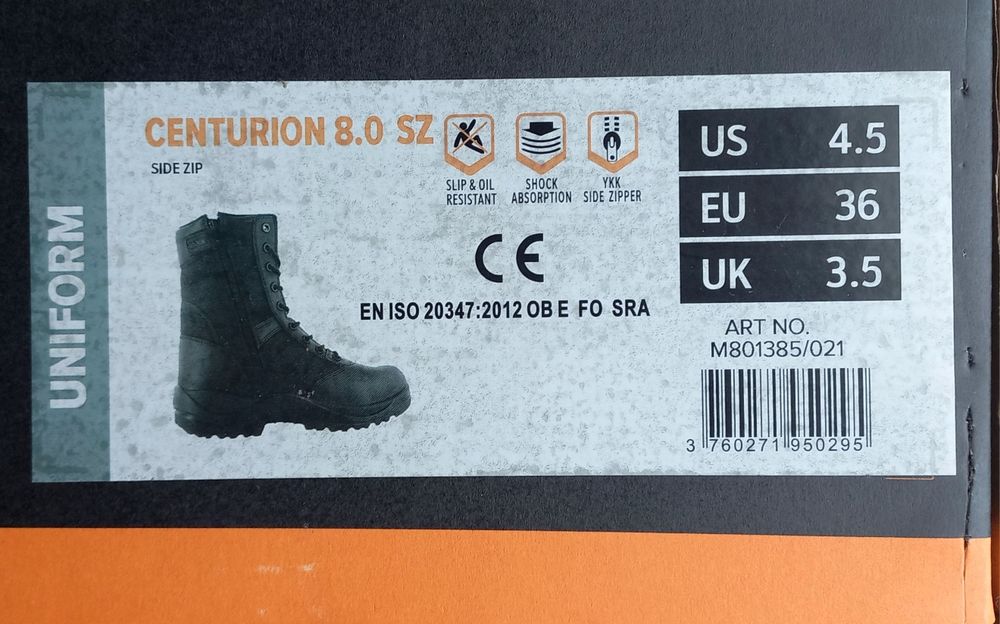 UNIFORM
CENTURION 8.0 SZ
SIDE ZIP
SLIP & OIL
RESISTANT
SHOCK
ABSORPTION
YKK
SIDE ZIPPER
US 4.5
EU 36
UK 3.5
CE
EN ISO 20347:2012 OB E FO SRA
ART NO.
M801385/021
3 760271 950295